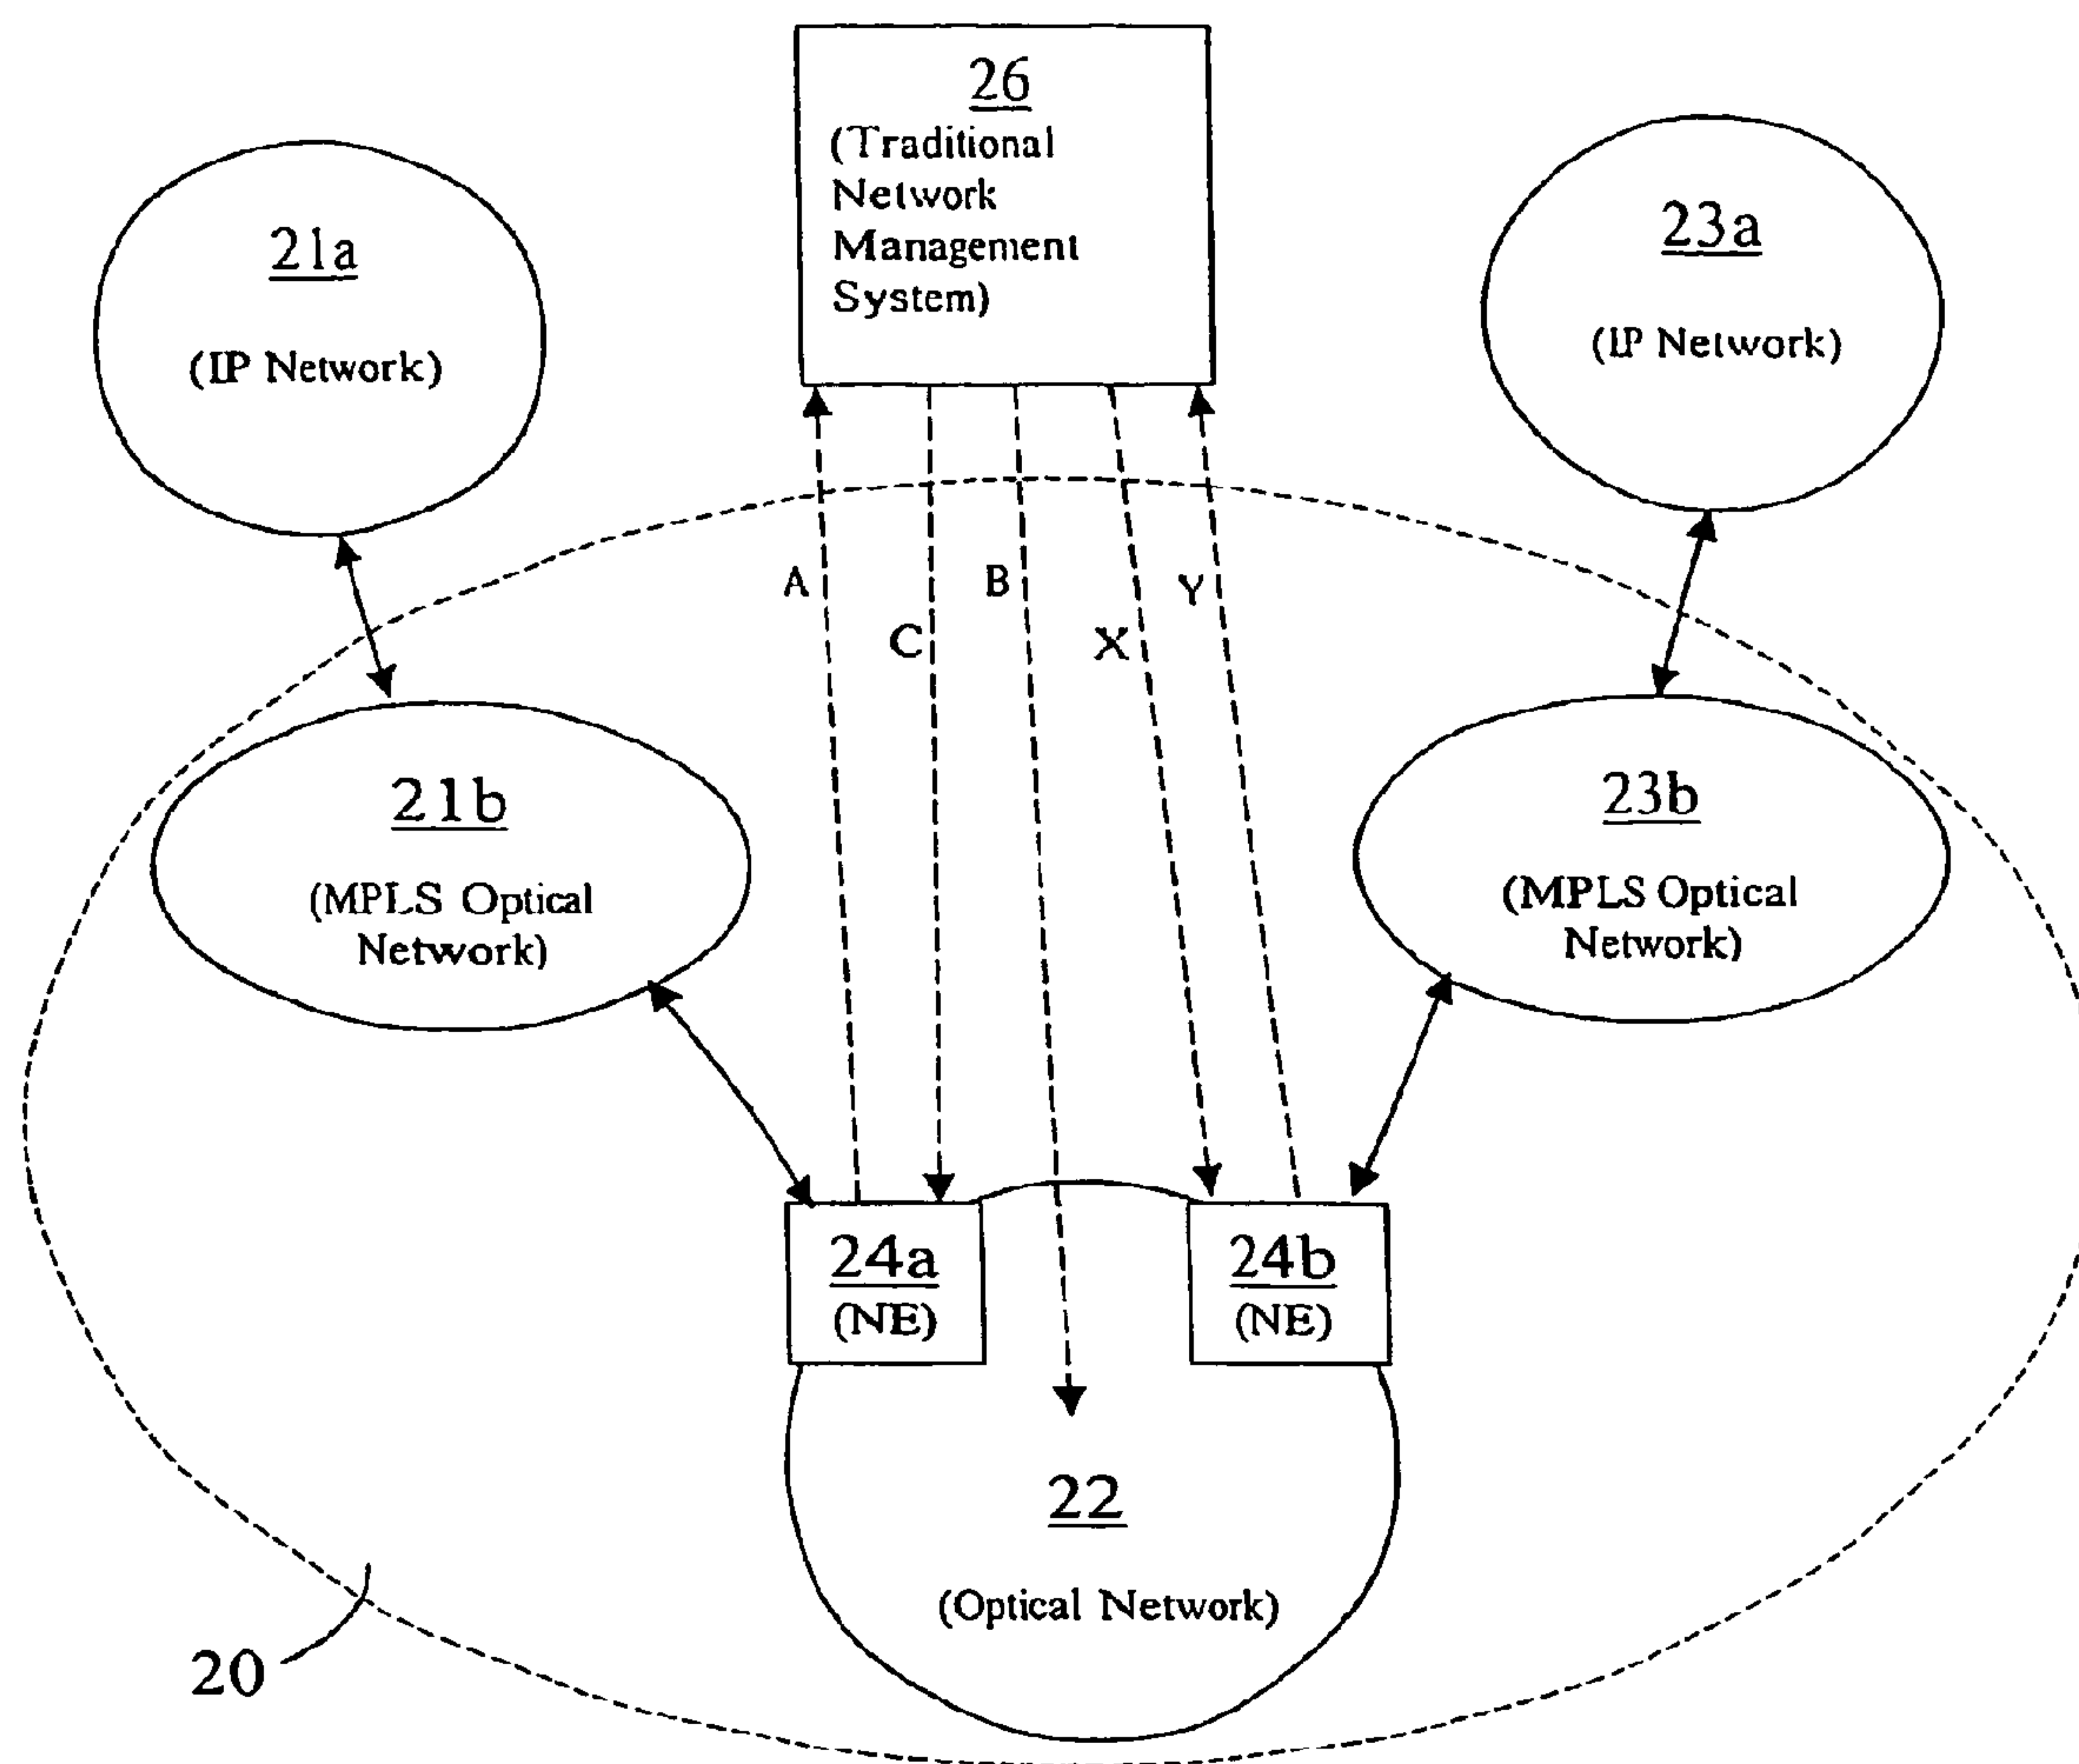 26
(Traditional
Network
Management
System)
21a
(IP Network)
23a
(IP Network)
A
C
B
X
Y
21b
(MPLS Optical
Network)
23b
(MPLS Optical
Network)
24a
(NE)
24b
(NE)
22
(Optical Network)
20